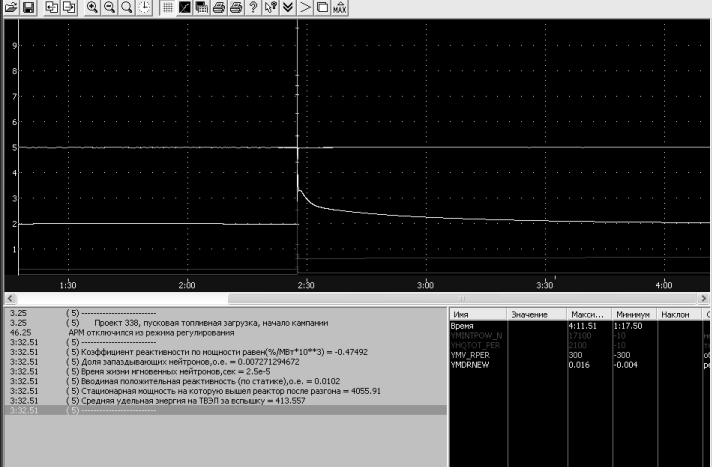 MAX
9
8
7
6
5
4
3
2
1
1:30 2:00 2:30 3:00 3:30 4:00
3.25 ( 5) -------------------------
3.25 ( 5) Проект 338, пусковая топливная загрузка, начало кампании
46.25 АРМ отключился из режима регулирования
3:32.51 ( 5) -------------------------
3:32.51 ( 5) Коэффициент реактивности по мощности равен(%/МВт*10**3) = -0.47492
3:32.51 ( 5) Доля запаздывающих нейтронов,о.е. = 0.007271294672
3:32.51 ( 5) Время жизни мгновенных нейтронов,сек = 2.5e-5
3:32.51 ( 5) Вводимая положительная реактивность (по статике),о.е. = 0.0102
3:32.51 ( 5) Стационарная мощность на которую вышел реактор после разгона = 4055.91
3:32.51 ( 5) Средняя удельная энергия на ТВЭЛ за вспышку = 413.557
3:32.51 ( 5) -------------------------
Имя Значение Макси... Минимум Наклон
Время 4:11.51 1:17.50
YMINTPOW_N 17100 -10
YHQTOT_PER 2100 -10
YMV_RPER 300 -300
YMDRNEW 0.016 -0.004